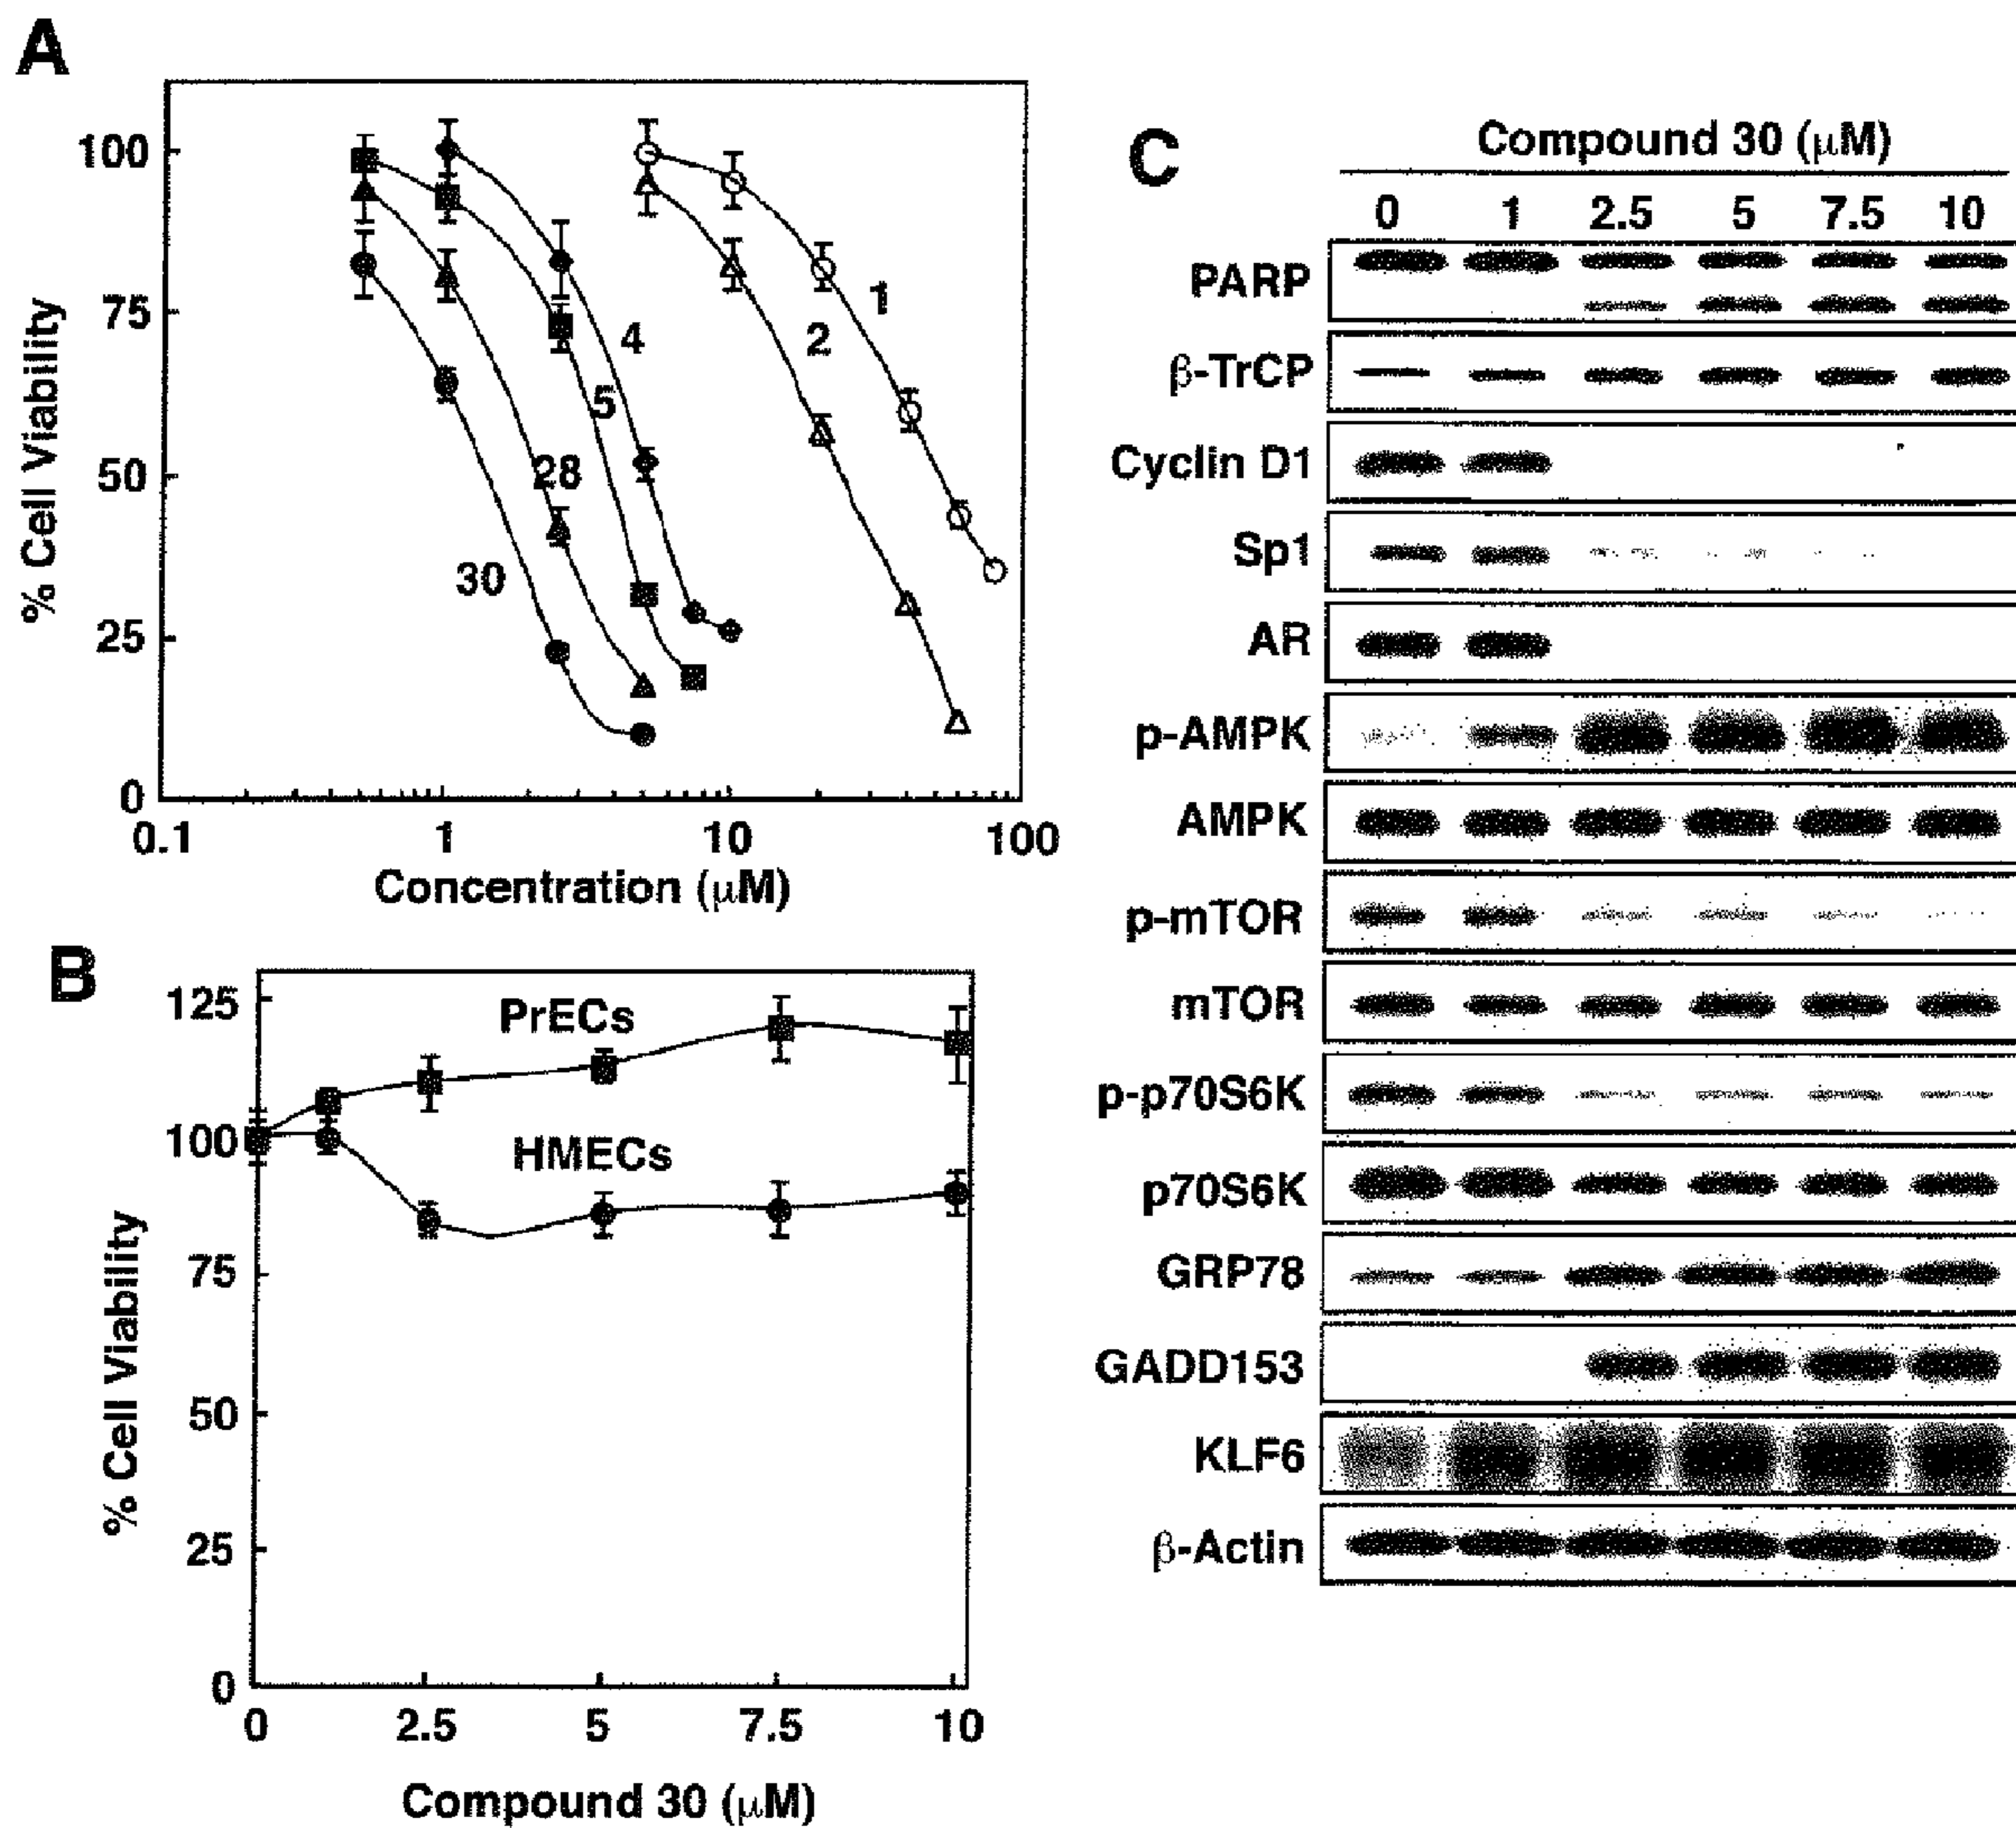 A
100
75
50
25
0
% Cell Viability
1
2
4
5
28
30
0.1 1 10 100
Concentration (μM)
B
125
100
75
50
25
0
% Cell Viability
PrECs
HMECs
0 2.5 5 7.5 10
Compound 30 (μM)
C
Compound 30 (μM)
0 1 2.5 5 7.5 10
PARP
β-TrCP
Cyclin D1
Sp1
AR
p-AMPK
AMPK
p-mTOR
mTOR
p-p70S6K
p70S6K
GRP78
GADD153
KLF6
β-Actin